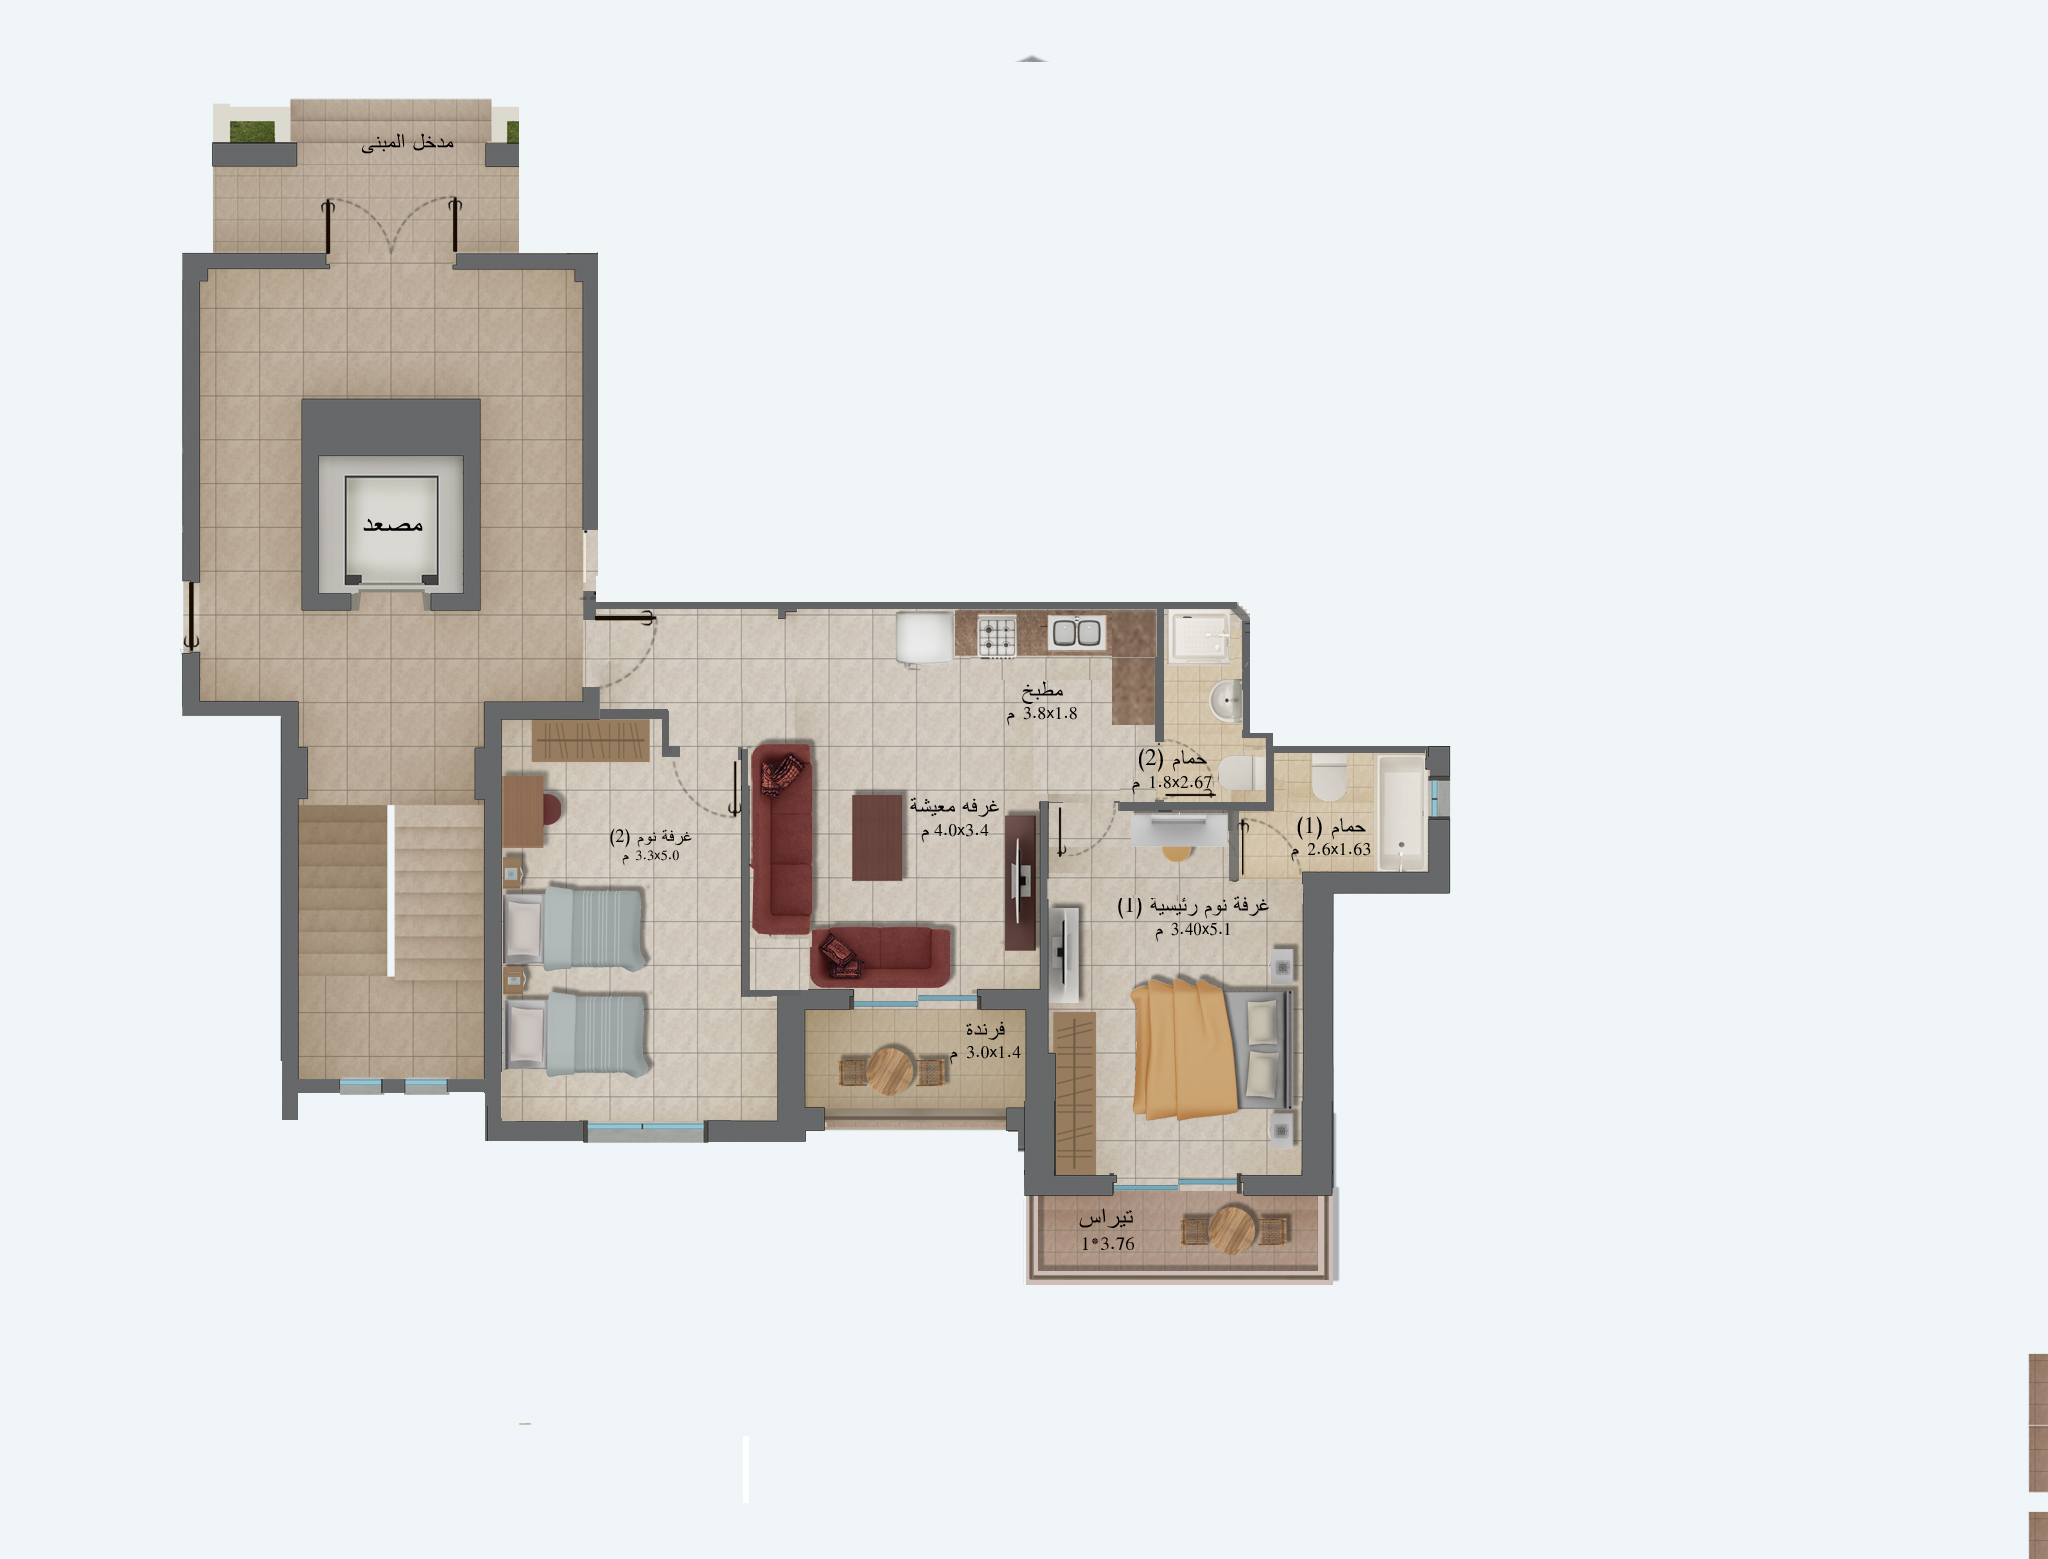 مدخل المبنى
مصعد
مطبخ
3.8x1.8 م
حمام (2)
1.8x2.67 م
غرفه معيشة
4.0x3.4 م
حمام (1)
2.6x1.63 م
غرفة نوم (2)
3.3x5.0 م
غرفة نوم رئيسية (1)
3.40x5.1 م
فرندة
3.0x1.4 م
تيراس
1*3.76